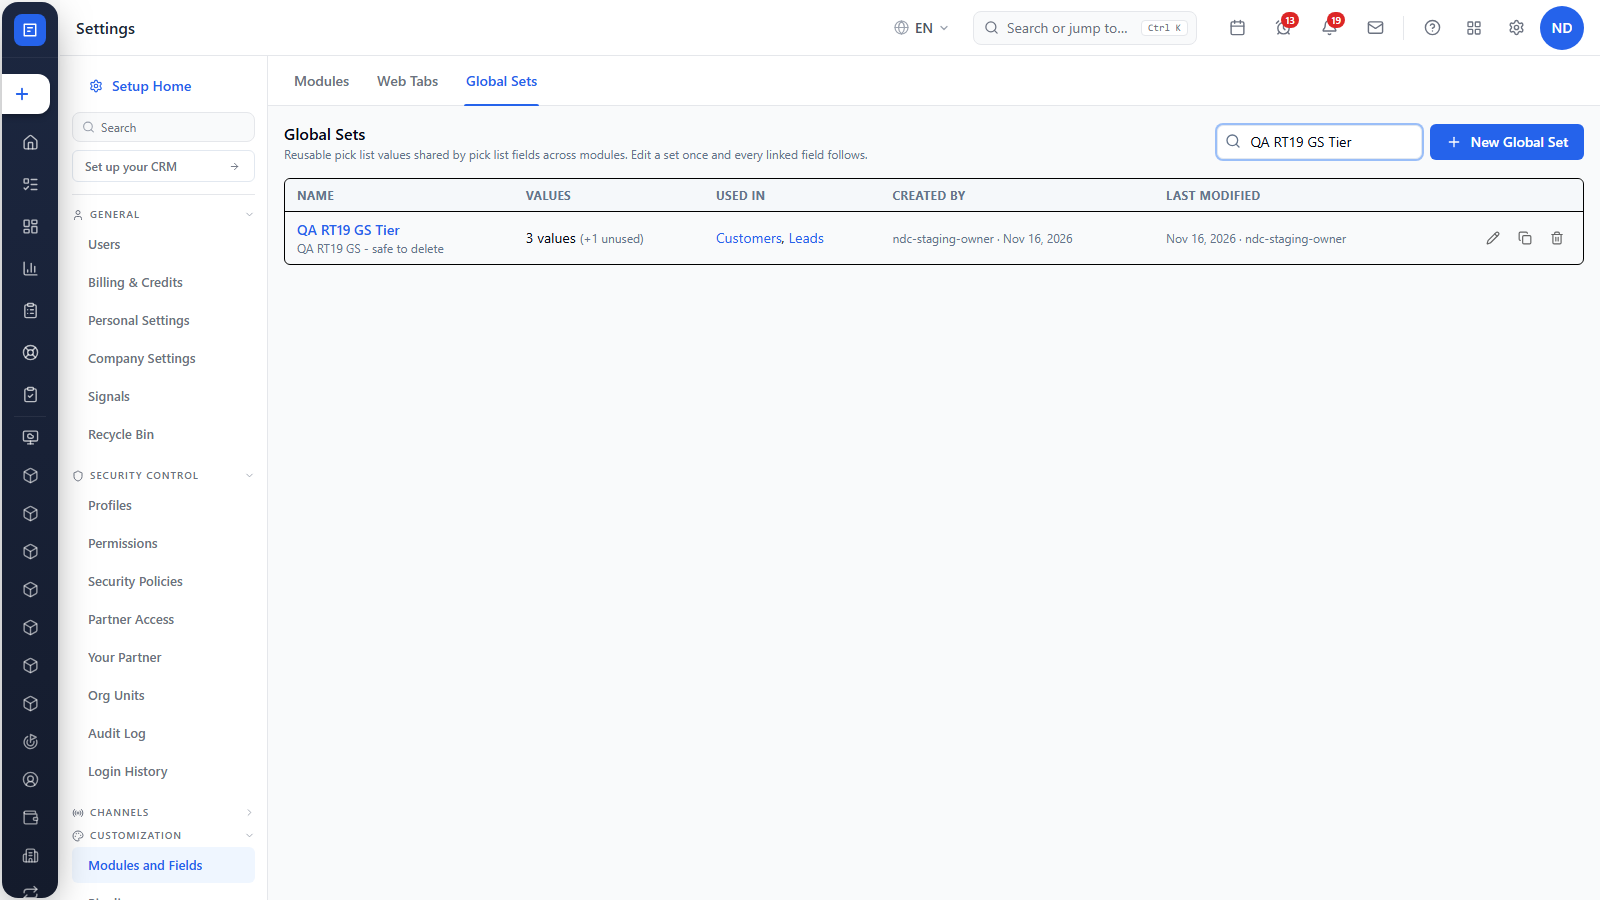 Settings
EN
Search or jump to...
Ctrl K
13
19
ND
Setup Home
Search
Set up your CRM
GENERAL
Users
Billing & Credits
Personal Settings
Company Settings
Signals
Recycle Bin
SECURITY CONTROL
Profiles
Permissions
Security Policies
Partner Access
Your Partner
Org Units
Audit Log
Login History
CHANNELS
CUSTOMIZATION
Modules and Fields
Modules
Web Tabs
Global Sets
Global Sets
Reusable pick list values shared by pick list fields across modules. Edit a set once and every linked field follows.
QA RT19 GS Tier
New Global Set
NAME
VALUES
USED IN
CREATED BY
LAST MODIFIED
QA RT19 GS Tier
QA RT19 GS - safe to delete
3 values (+1 unused)
Customers, Leads
ndc-staging-owner · Nov 16, 2026
Nov 16, 2026 · ndc-staging-owner